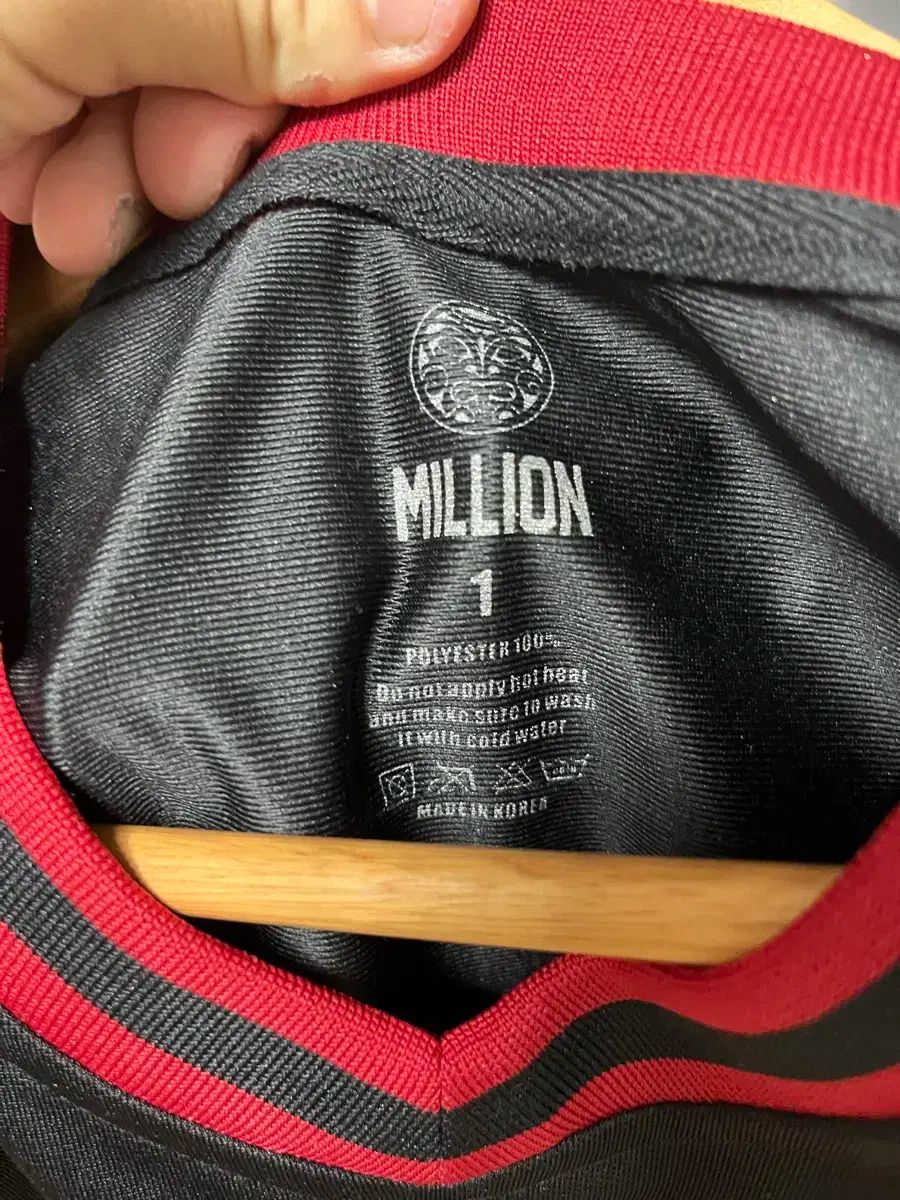 MILLION
1
POLYESTER 100%
Do not apply hot heat
and make sure to wash
it with cold water
MADE IN KOREA